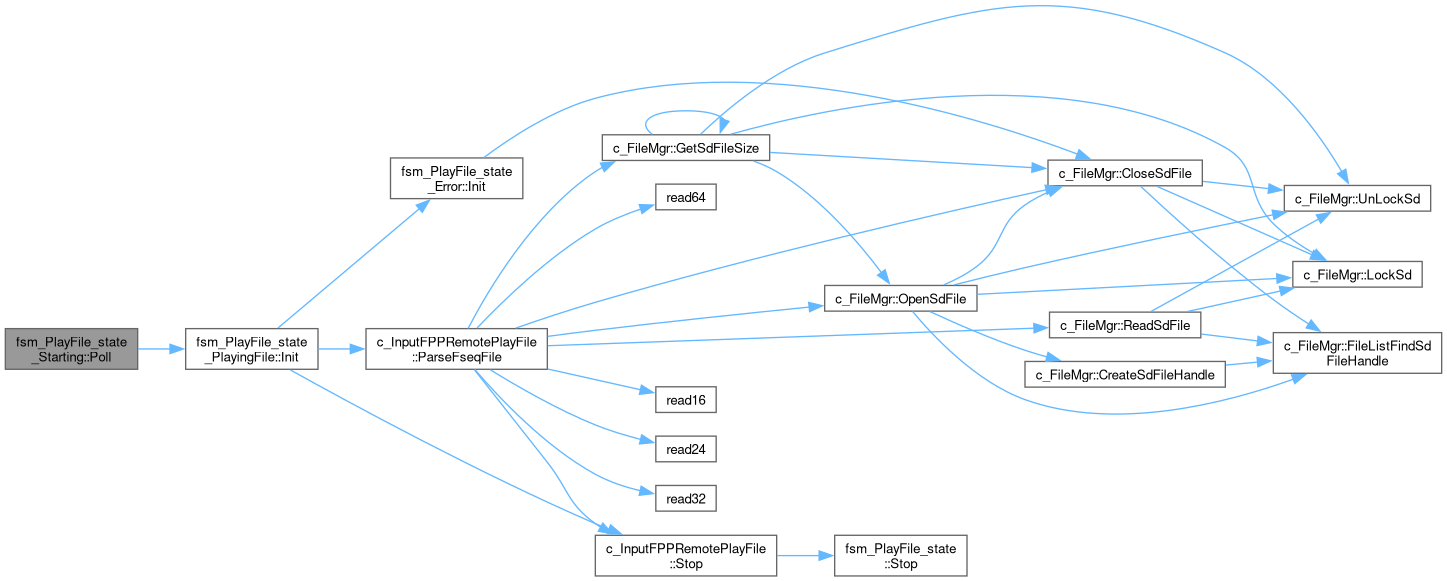 fsm_PlayFile_state
_Starting::Poll
fsm_PlayFile_state
_PlayingFile::Init
fsm_PlayFile_state
_Error::Init
c_InputFPPRemotePlayFile
::ParseFseqFile
c_FileMgr::GetSdFileSize
read64
c_FileMgr::OpenSdFile
c_FileMgr::CloseSdFile
c_FileMgr::UnLockSd
c_FileMgr::LockSd
c_FileMgr::ReadSdFile
c_FileMgr::FileListFindSd
FileHandle
c_FileMgr::CreateSdFileHandle
read16
read24
read32
c_InputFPPRemotePlayFile
::Stop
fsm_PlayFile_state
::Stop